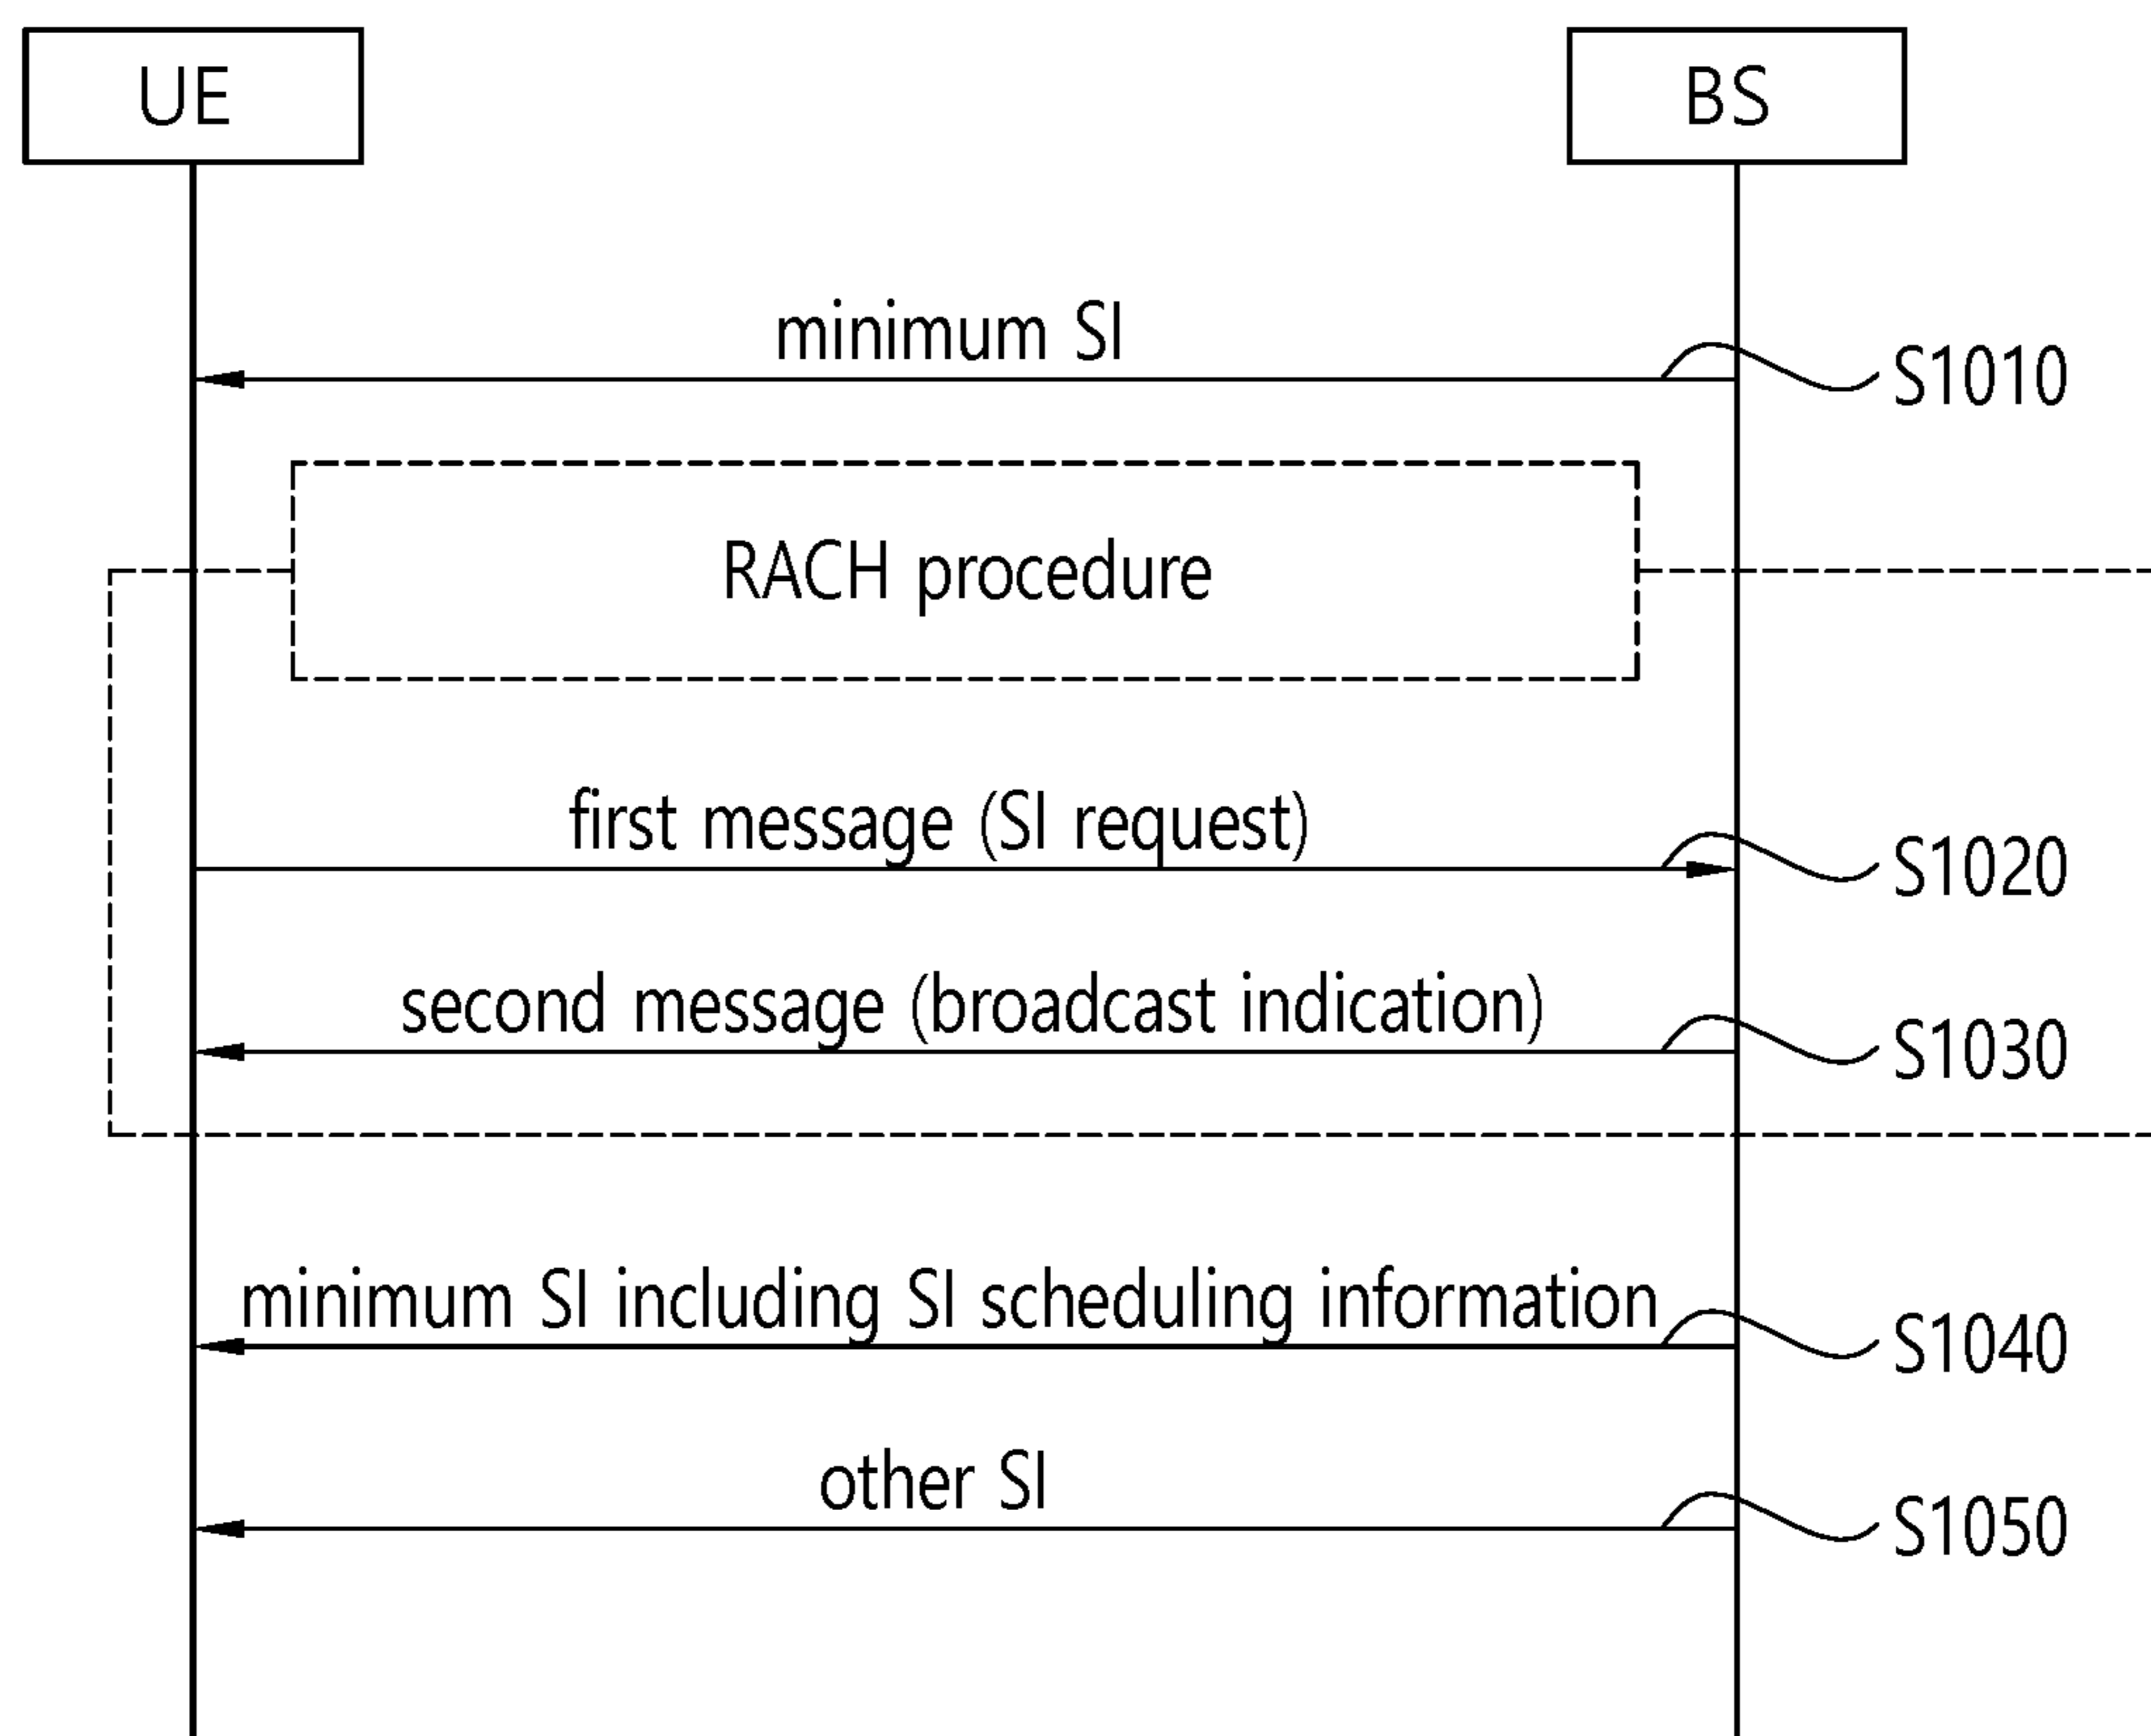 UE
BS
minimum SI
S1010
RACH procedure
first message (SI request)
S1020
second message (broadcast indication)
S1030
minimum SI including SI scheduling information
S1040
other SI
S1050